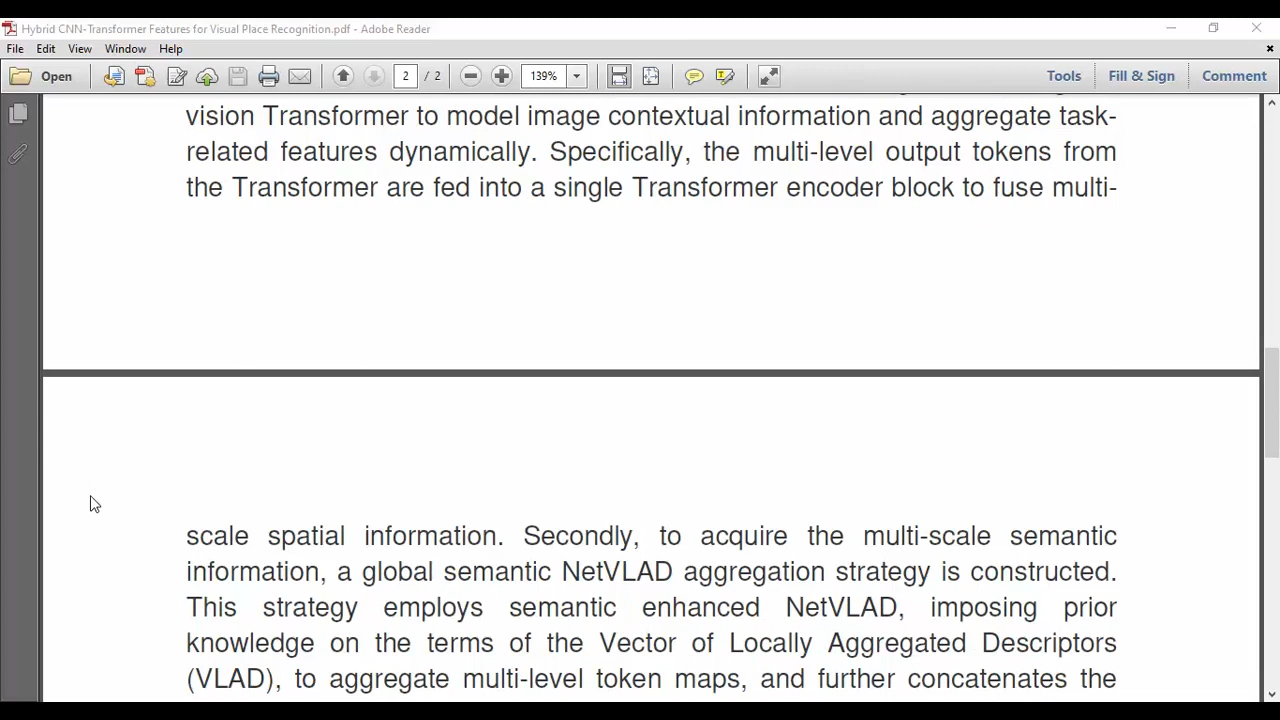 Hybrid CNN-Transformer Features for Visual Place Recognition.pdf - Adobe Reader
File Edit View Window Help
Open 2 / 2 139% Tools Fill & Sign Comment
vision Transformer to model image contextual information and aggregate task-
related features dynamically. Specifically, the multi-level output tokens from
the Transformer are fed into a single Transformer encoder block to fuse multi-
scale spatial information. Secondly, to acquire the multi-scale semantic
information, a global semantic NetVLAD aggregation strategy is constructed.
This strategy employs semantic enhanced NetVLAD, imposing prior
knowledge on the terms of the Vector of Locally Aggregated Descriptors
(VLAD), to aggregate multi-level token maps, and further concatenates the